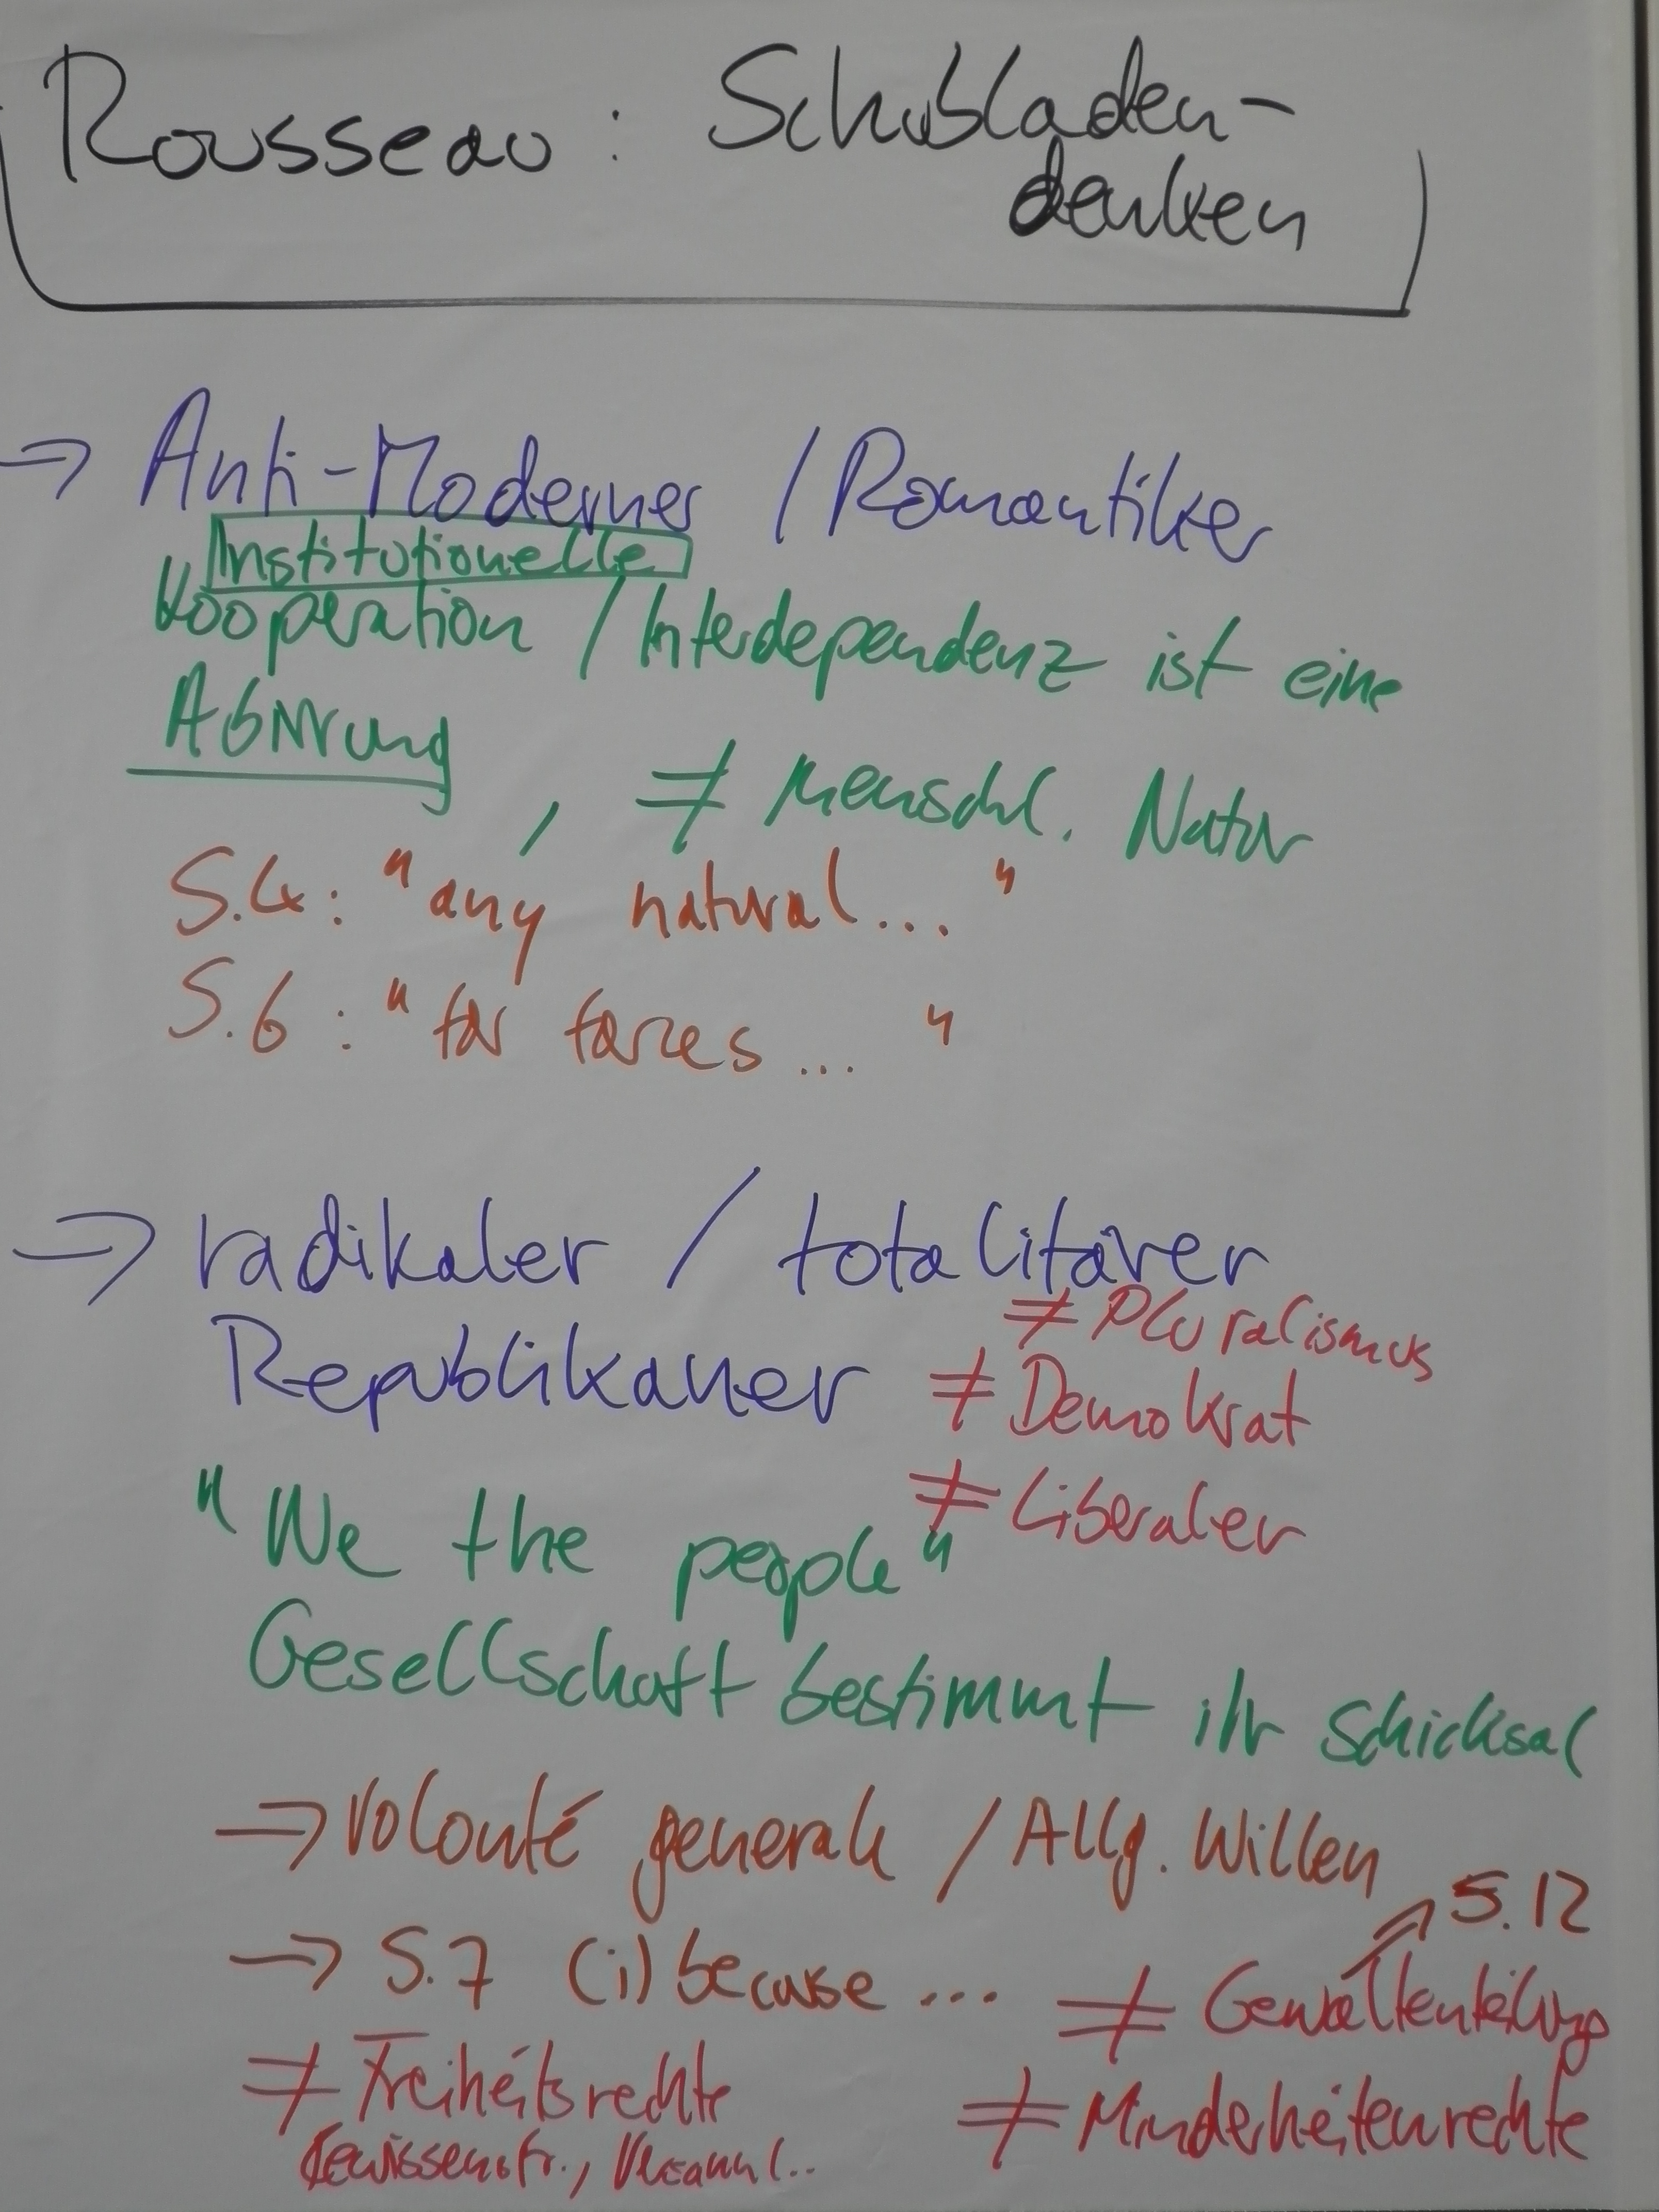 Rousseau: Schubladen-
denken
→ Anti-Moderner / Romantiker
Institutionelle
Kooperation / Interdependenz ist eine
Abirrung, ≠ menschl. Natur
S.4: "any natural..."
S.6: "for forces..."
→ radikaler / totalitärer
≠ Pluralismus
Republikaner ≠ Demokrat
≠ Liberaler
"We the people"
Gesellschaft bestimmt ihr Schicksal
⇒ Volonté generale / Allg. Willen
S.12
→ S.7 (i) because ... ≠ Gewaltenteilung
≠ Freiheitsrechte ≠ Minderheitenrechte
Gewissensfr.,